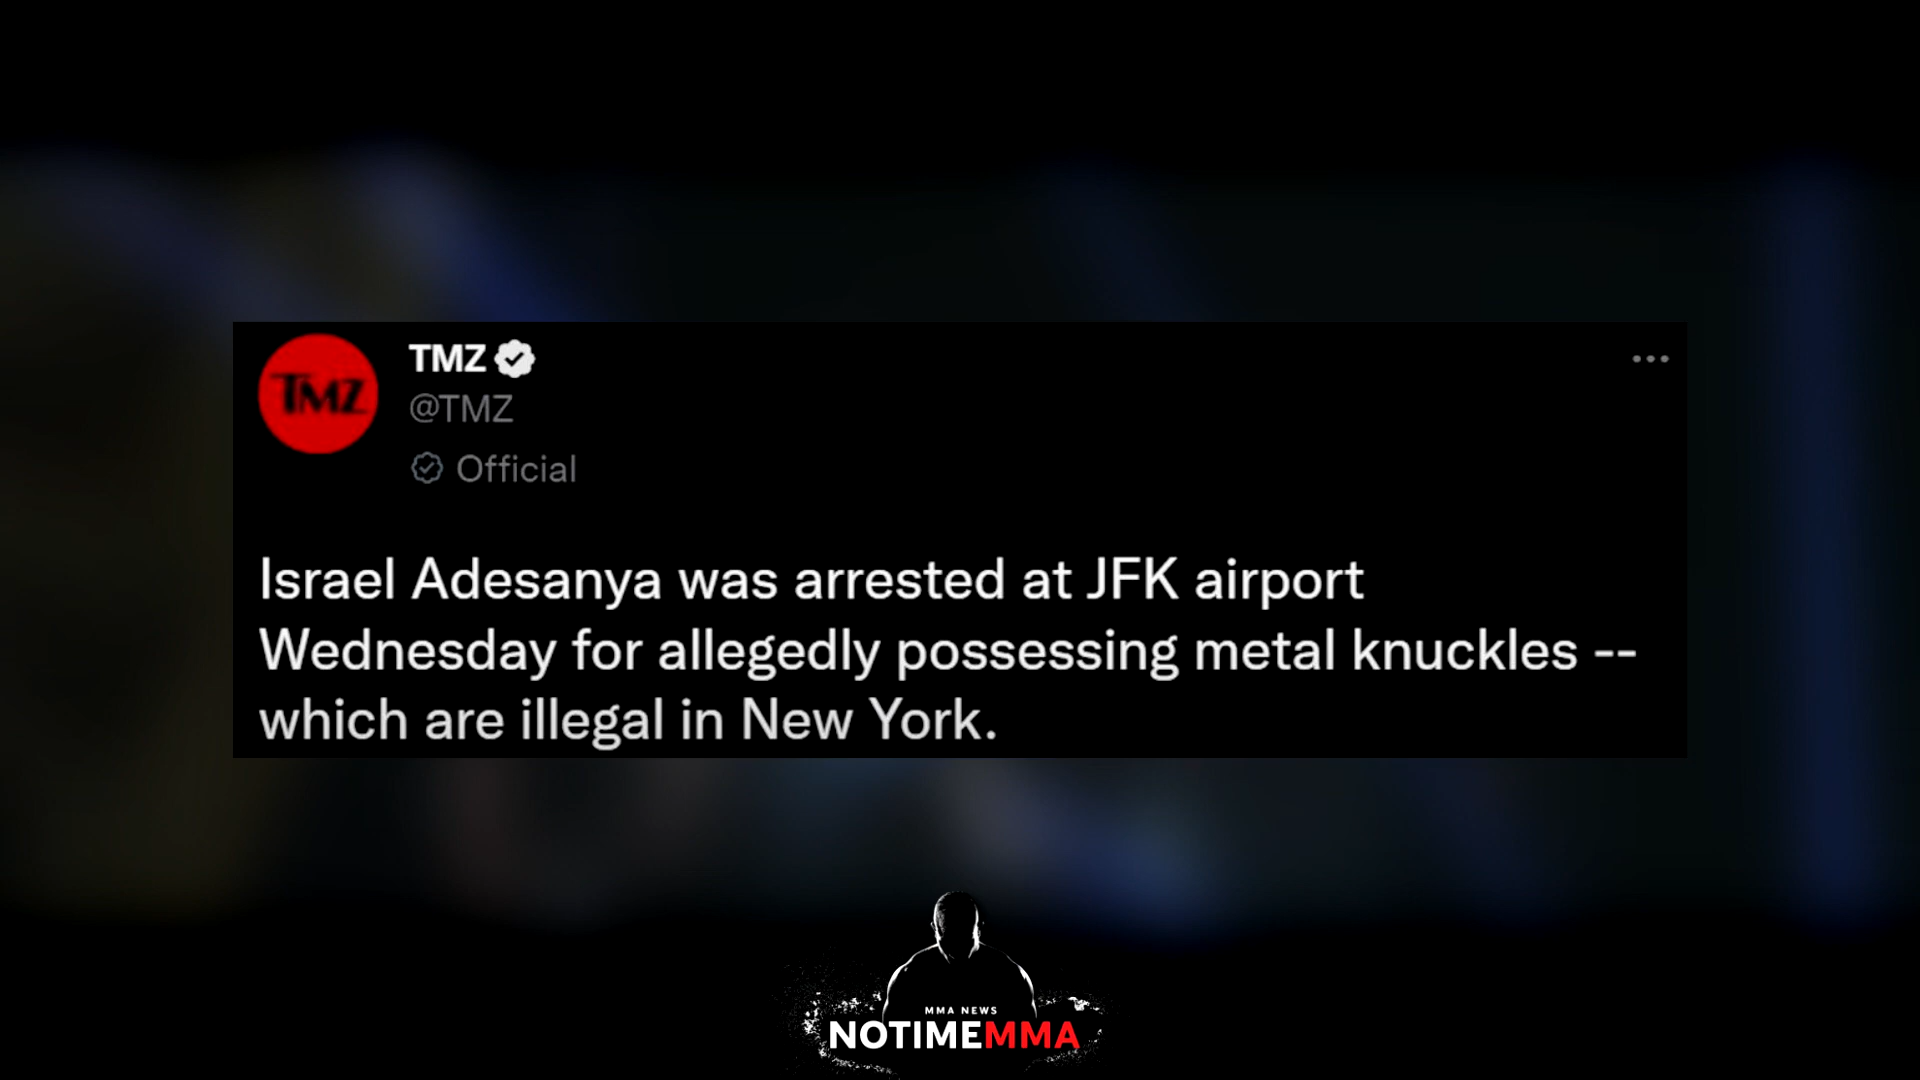 TMZ
TMZ
@TMZ
Official
Israel Adesanya was arrested at JFK airport
Wednesday for allegedly possessing metal knuckles --
which are illegal in New York.
MMA NEWS
NOTIMEMMA